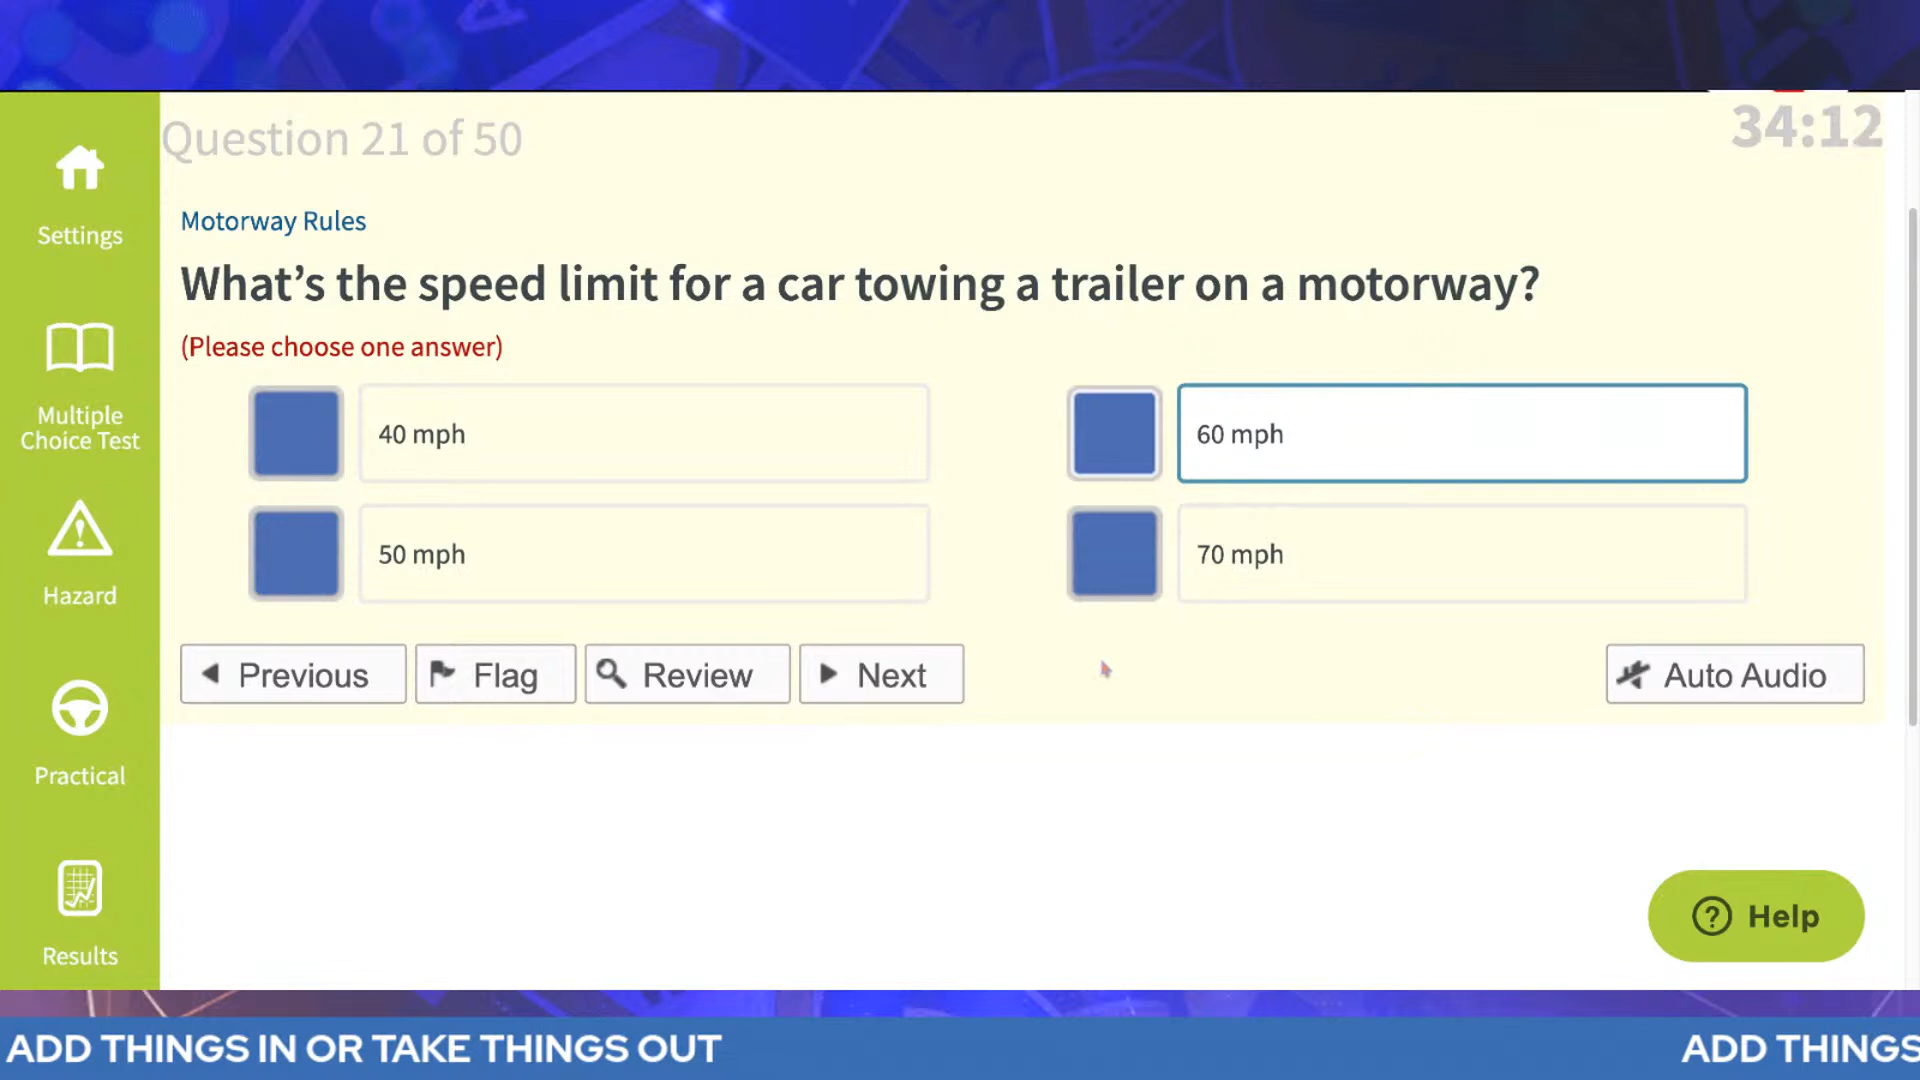 Question 21 of 50
34:12
Settings
Multiple
Choice Test
Hazard
Practical
Results
Motorway Rules
What’s the speed limit for a car towing a trailer on a motorway?
(Please choose one answer)
40 mph
60 mph
50 mph
70 mph
Previous
Flag
Review
Next
Auto Audio
Help
ADD THINGS IN OR TAKE THINGS OUT
ADD THINGS